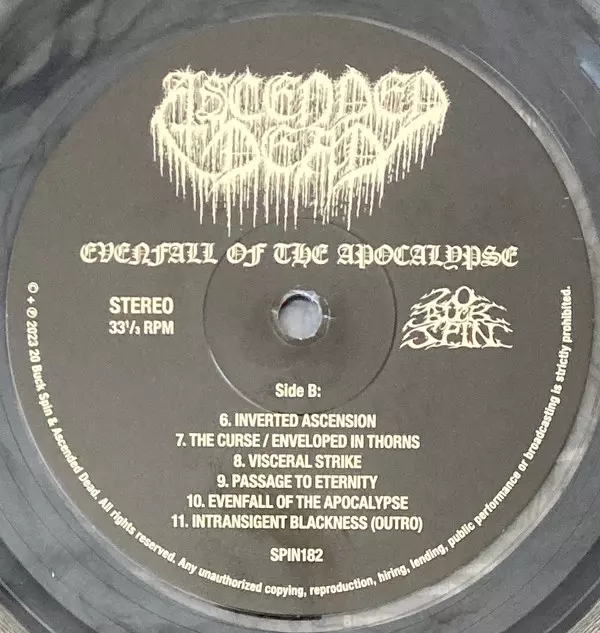 ASCENDED
DEAD
EVENFALL OF THE APOCALYPSE
STEREO
33⅓ RPM
20
BUCK
SPIN
Side B:
6. INVERTED ASCENSION
7. THE CURSE / ENVELOPED IN THORNS
8. VISCERAL STRIKE
9. PASSAGE TO ETERNITY
10. EVENFALL OF THE APOCALYPSE
11. INTRANSIGENT BLACKNESS (OUTRO)
SPIN182
© + ℗ 2023 20 Buck Spin & Ascended Dead. All rights reserved. Any unauthorized copying, reproduction, hiring, lending, public performance or broadcasting is strictly prohibited.